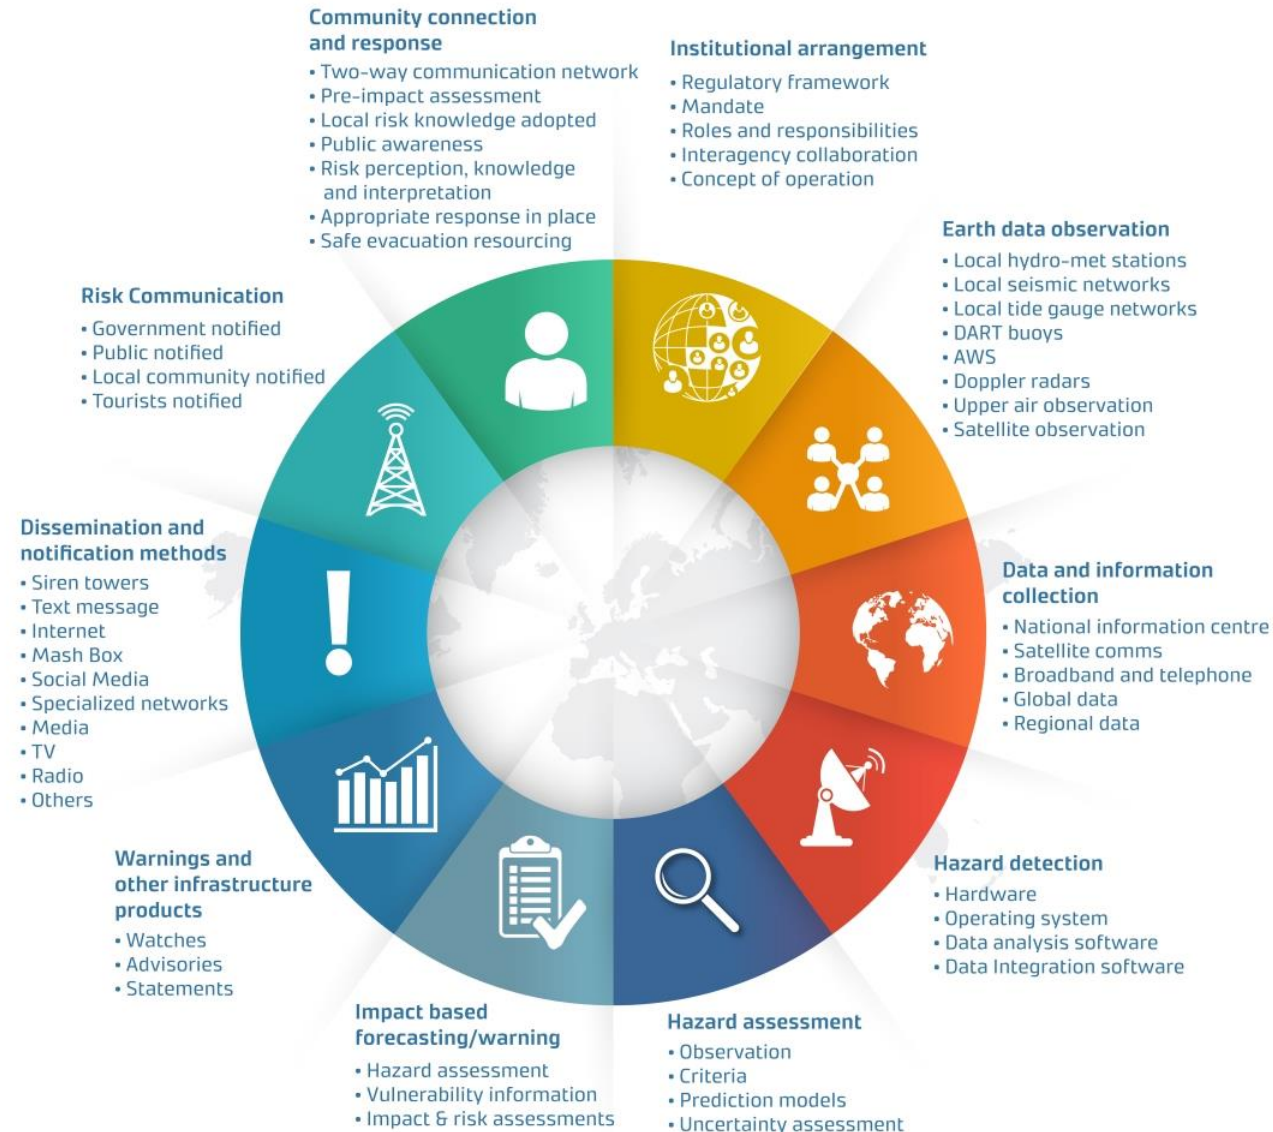 Community connection
and response
• Two-way communication network
• Pre-impact assessment
• Local risk knowledge adopted
• Public awareness
• Risk perception, knowledge
and interpretation
• Appropriate response in place
• Safe evacuation resourcing
Institutional arrangement
• Regulatory framework
• Mandate
• Roles and responsibilities
• Interagency collaboration
• Concept of operation
Earth data observation
• Local hydro-met stations
• Local seismic networks
• Local tide gauge networks
• DART buoys
• AWS
• Doppler radars
• Upper air observation
• Satellite observation
Data and information
collection
• National information centre
• Satellite comms
• Broadband and telephone
• Global data
• Regional data
Hazard detection
• Hardware
• Operating system
• Data analysis software
• Data Integration software
Hazard assessment
• Observation
• Criteria
• Prediction models
• Uncertainty assessment
Impact based
forecasting/warning
• Hazard assessment
• Vulnerability information
• Impact & risk assessments
Warnings and
other infrastructure
products
• Watches
• Advisories
• Statements
Dissemination and
notification methods
• Siren towers
• Text message
• Internet
• Mash Box
• Social Media
• Specialized networks
• Media
• TV
• Radio
• Others
Risk Communication
• Government notified
• Public notified
• Local community notified
• Tourists notified